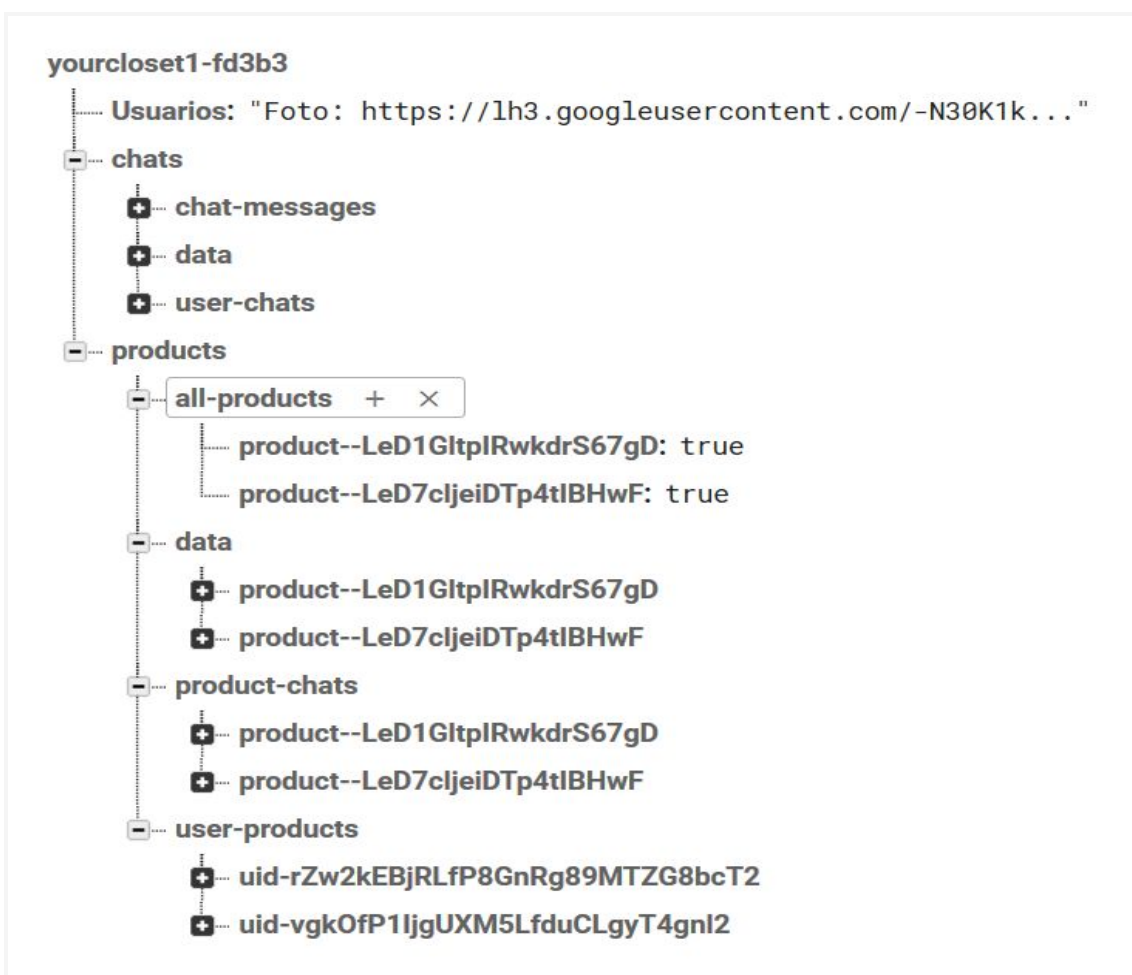 yourcloset1-fd3b3
Usuarios: "Foto: https://lh3.googleusercontent.com/-N30K1k..."
chats
chat-messages
data
user-chats
products
all-products + ×
product--LeD1GltpIRwkdrS67gD: true
product--LeD7cljeiDTp4tIBHwF: true
data
product--LeD1GltpIRwkdrS67gD
product--LeD7cljeiDTp4tIBHwF
product-chats
product--LeD1GltpIRwkdrS67gD
product--LeD7cljeiDTp4tIBHwF
user-products
uid-rZw2kEBjRLfP8GnRg89MTZG8bcT2
uid-vgkOfP1IjgUXM5LfduCLgyT4gnI2